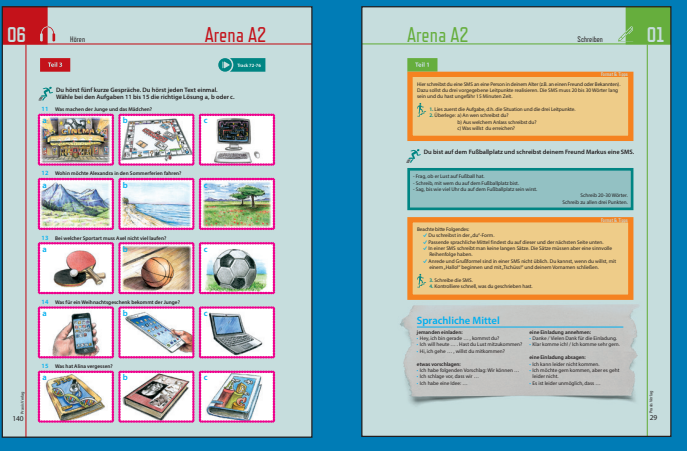 06
Hören
Arena A2
Teil 3
Track 72-76
Du hörst fünf kurze Gespräche. Du hörst jeden Text einmal.
Wähle bei den Aufgaben 11 bis 15 die richtige Lösung a, b oder c.
11 Was machen der Junge und das Mädchen?
a
CINEMA
b
c
12 Wohin möchte Alexandra in den Sommerferien fahren?
a
b
c
13 Bei welcher Sportart muss Axel nicht viel laufen?
a
b
c
14 Was für ein Weihnachtsgeschenk bekommt der Junge?
a
b
c
15 Was hat Alina vergessen?
a
b
c
140
Praxis Verlag
Arena A2
Schreiben
01
Teil 1
Hier schreibst du eine SMS an eine Person in deinem Alter (z.B. an einen Freund oder Bekannten).
Dazu sollst du drei vorgegebene Leitpunkte realisieren. Die SMS muss 20 bis 30 Wörter lang
sein und du hast ungefähr 15 Minuten Zeit.
1. Lies zuerst die Aufgabe, d.h. die Situation und die drei Leitpunkte.
2. Überlege: a) An wen schreibst du?
b) Aus welchem Anlass schreibst du?
c) Was willst du erreichen?
Du bist auf dem Fußballplatz und schreibst deinem Freund Markus eine SMS.
- Frag, ob er Lust auf Fußball hat.
- Schreib, mit wem du auf dem Fußballplatz bist.
- Sag, bis wie viel Uhr du auf dem Fußballplatz sein wirst.
Schreib 20-30 Wörter.
Schreib zu allen drei Punkten.
Beachte bitte Folgendes:
✓ Du schreibst in der „du“-Form.
✓ Passende sprachliche Mittel findest du auf dieser und der nächsten Seite unten.
✓ In einer SMS schreibt man keine langen Sätze. Die Sätze müssen aber eine sinnvolle
Reihenfolge haben.
✓ Anrede und Grußformel sind in einer SMS nicht üblich. Du kannst, wenn du willst, mit
einem „Hallo!“ beginnen und mit „Tschüss!“ und deinem Vornamen schließen.
3. Schreibe die SMS.
4. Kontrolliere schnell, was du geschrieben hast.
Sprachliche Mittel
jemanden einladen:
- Hey, ich bin gerade …, kommst du?
- Ich will heute … . Hast du Lust mitzukommen?
- Hi, ich gehe …, willst du mitkommen?
etwas vorschlagen:
- Ich habe folgenden Vorschlag: Wir können …
- Ich schlage vor, dass wir …
- Ich habe eine Idee: …
eine Einladung annehmen:
- Danke / Vielen Dank für die Einladung.
- Klar komme ich! / Ich komme sehr gern.
eine Einladung absagen:
- Ich kann leider nicht kommen.
- Ich möchte gern kommen, aber es geht
leider nicht.
- Es ist leider unmöglich, dass …
29